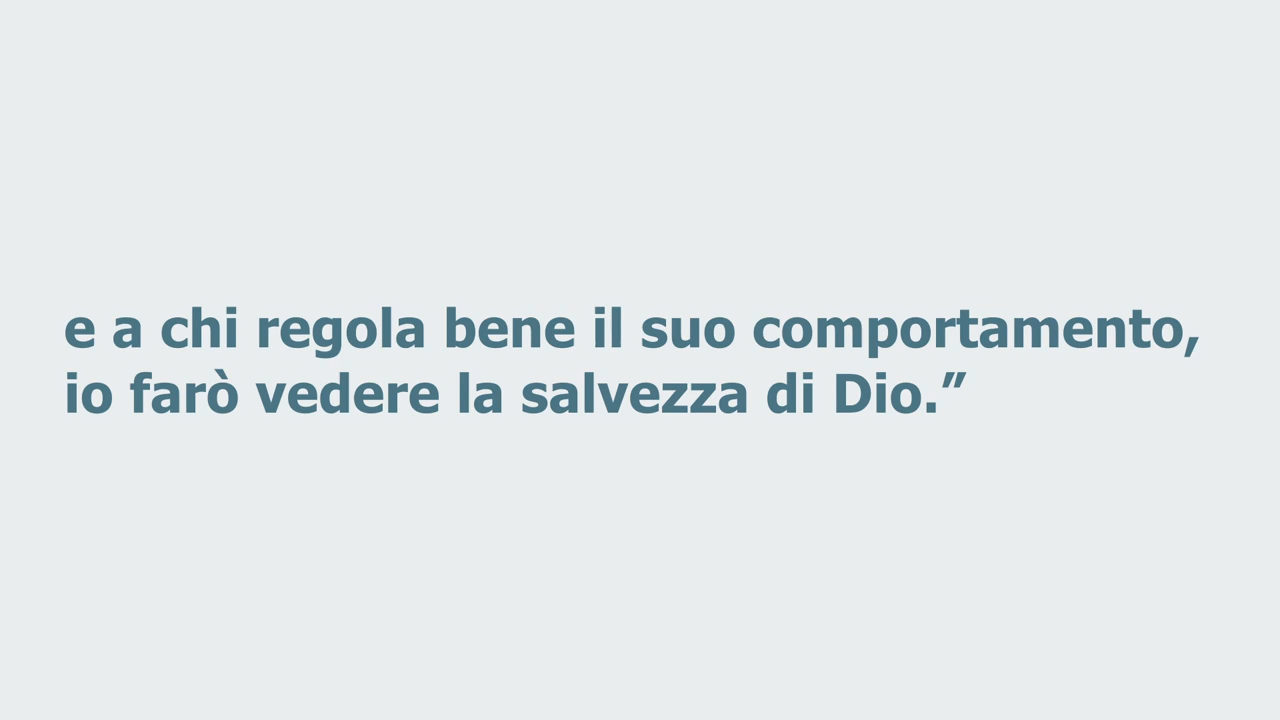 e a chi regola bene il suo comportamento,
io farò vedere la salvezza di Dio.”